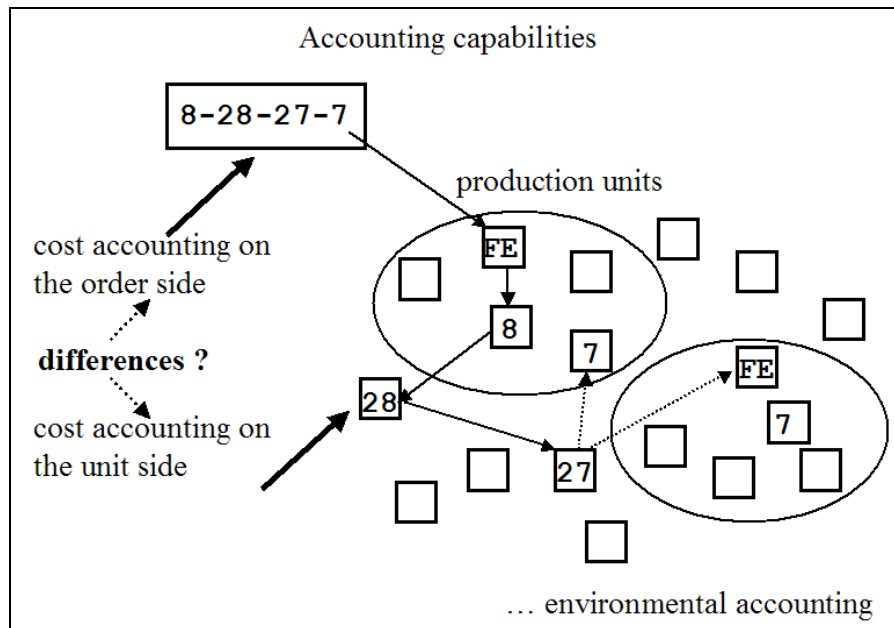 Accounting capabilities
8-28-27-7
production units
cost accounting on
the order side
FE
8
differences ?
7
FE
28
7
cost accounting on
the unit side
27
… environmental accounting